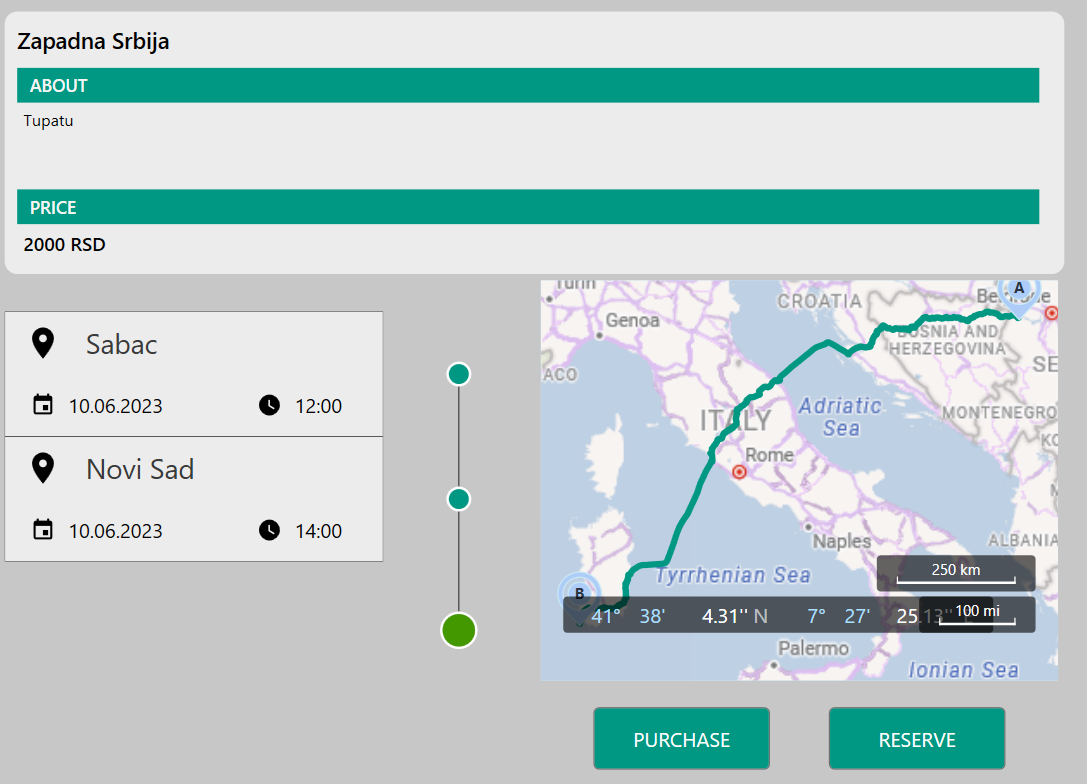 Zapadna Srbija
ABOUT
Tupatu
PRICE
2000 RSD
Sabac
10.06.2023
12:00
Novi Sad
10.06.2023
14:00
Turin
Genoa
ACO
CROATIA
A
BOSNIA AND
HERZEGOVINA
SE
ITALY
Adriatic
Sea
MONTENEGRO
KO
Rome
Naples
ALBANIA
Tyrrhenian Sea
250 km
B
41° 38' 4.31'' N 7° 27' 25.13''
100 mi
Palermo
Ionian Sea
PURCHASE
RESERVE